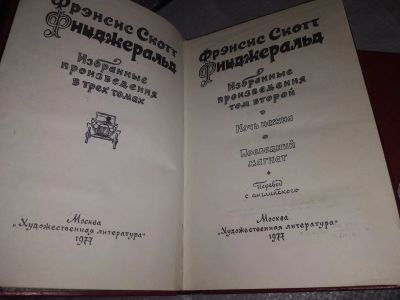 Фрэнсис Скотт
Фицджеральд
Избранные
произведения
в трех томах
Москва
„Художественная литература"
1977
Фрэнсис Скотт
Фицджеральд
Избранные
произведения
том второй
Ночь нежна
Последний
магнат
Перевод
с английского
Москва
„Художественная литература"
1977